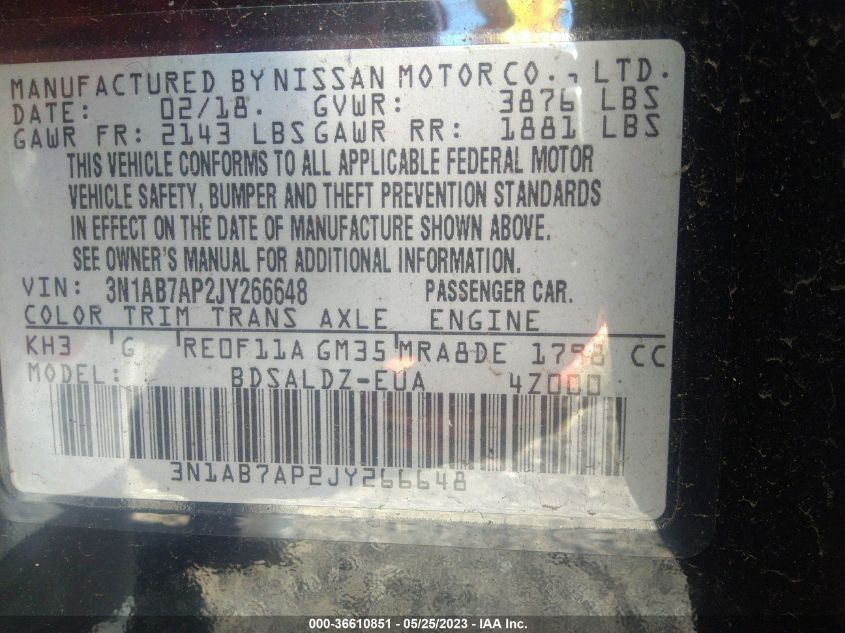 MANUFACTURED BY NISSAN MOTOR CO., LTD.
DATE: 02/18. GVWR: 3876 LBS
GAWR FR: 2143 LBS GAWR RR: 1881 LBS
THIS VEHICLE CONFORMS TO ALL APPLICABLE FEDERAL MOTOR
VEHICLE SAFETY, BUMPER AND THEFT PREVENTION STANDARDS
IN EFFECT ON THE DATE OF MANUFACTURE SHOWN ABOVE.
SEE OWNER'S MANUAL FOR ADDITIONAL INFORMATION.
VIN: 3N1AB7AP2JY266648 PASSENGER CAR.
COLOR TRIM TRANS AXLE ENGINE
KH3 G RE0F11A GM35 MRA8DE 1798 CC
MODEL: BDSALDZ-EUA 4Z000
3N1AB7AP2JY266648
000-36610851 - 05/25/2023 - IAA Inc.